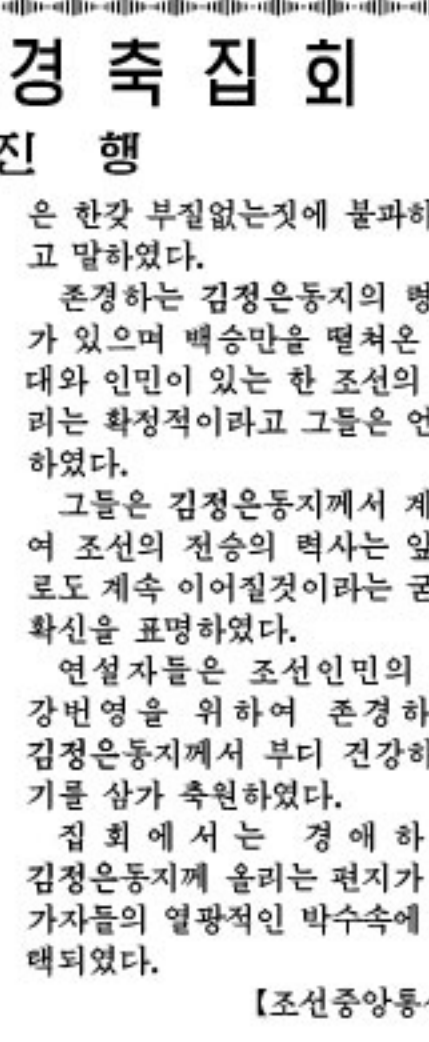 경축집회
진 행
은 한갖 부질없는짓에 불과하
고 말하였다.
존경하는 김정은동지의 령
가 있으며 백승만을 떨쳐온
대와 인민이 있는 한 조선의
리는 확정적이라고 그들은 언
하였다.
그들은 김정은동지께서 계
여 조선의 전승의 력사는 앞
로도 계속 이어질것이라는 굳
확신을 표명하였다.
연설자들은 조선인민의
강번영을 위하여 존경하
김정은동지께서 부디 건강하
기를 삼가 축원하였다.
집회에서는 경애하
김정은동지께 올리는 편지가
가자들의 열광적인 박수속에
택되였다.
【조선중앙통신